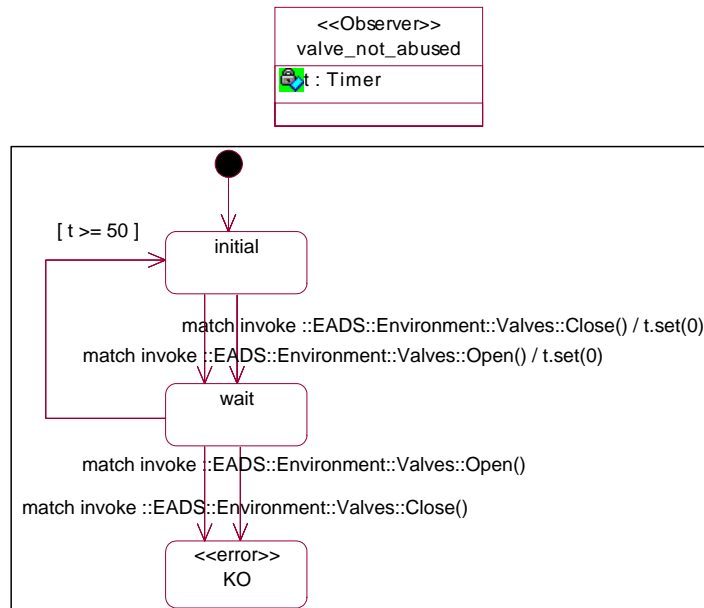 <<Observer>>
valve_not_abused
t : Timer
[ t >= 50 ]
initial
match invoke ::EADS::Environment::Valves::Close() / t.set(0)
match invoke ::EADS::Environment::Valves::Open() / t.set(0)
wait
match invoke ::EADS::Environment::Valves::Open()
match invoke ::EADS::Environment::Valves::Close()
<<error>>
KO